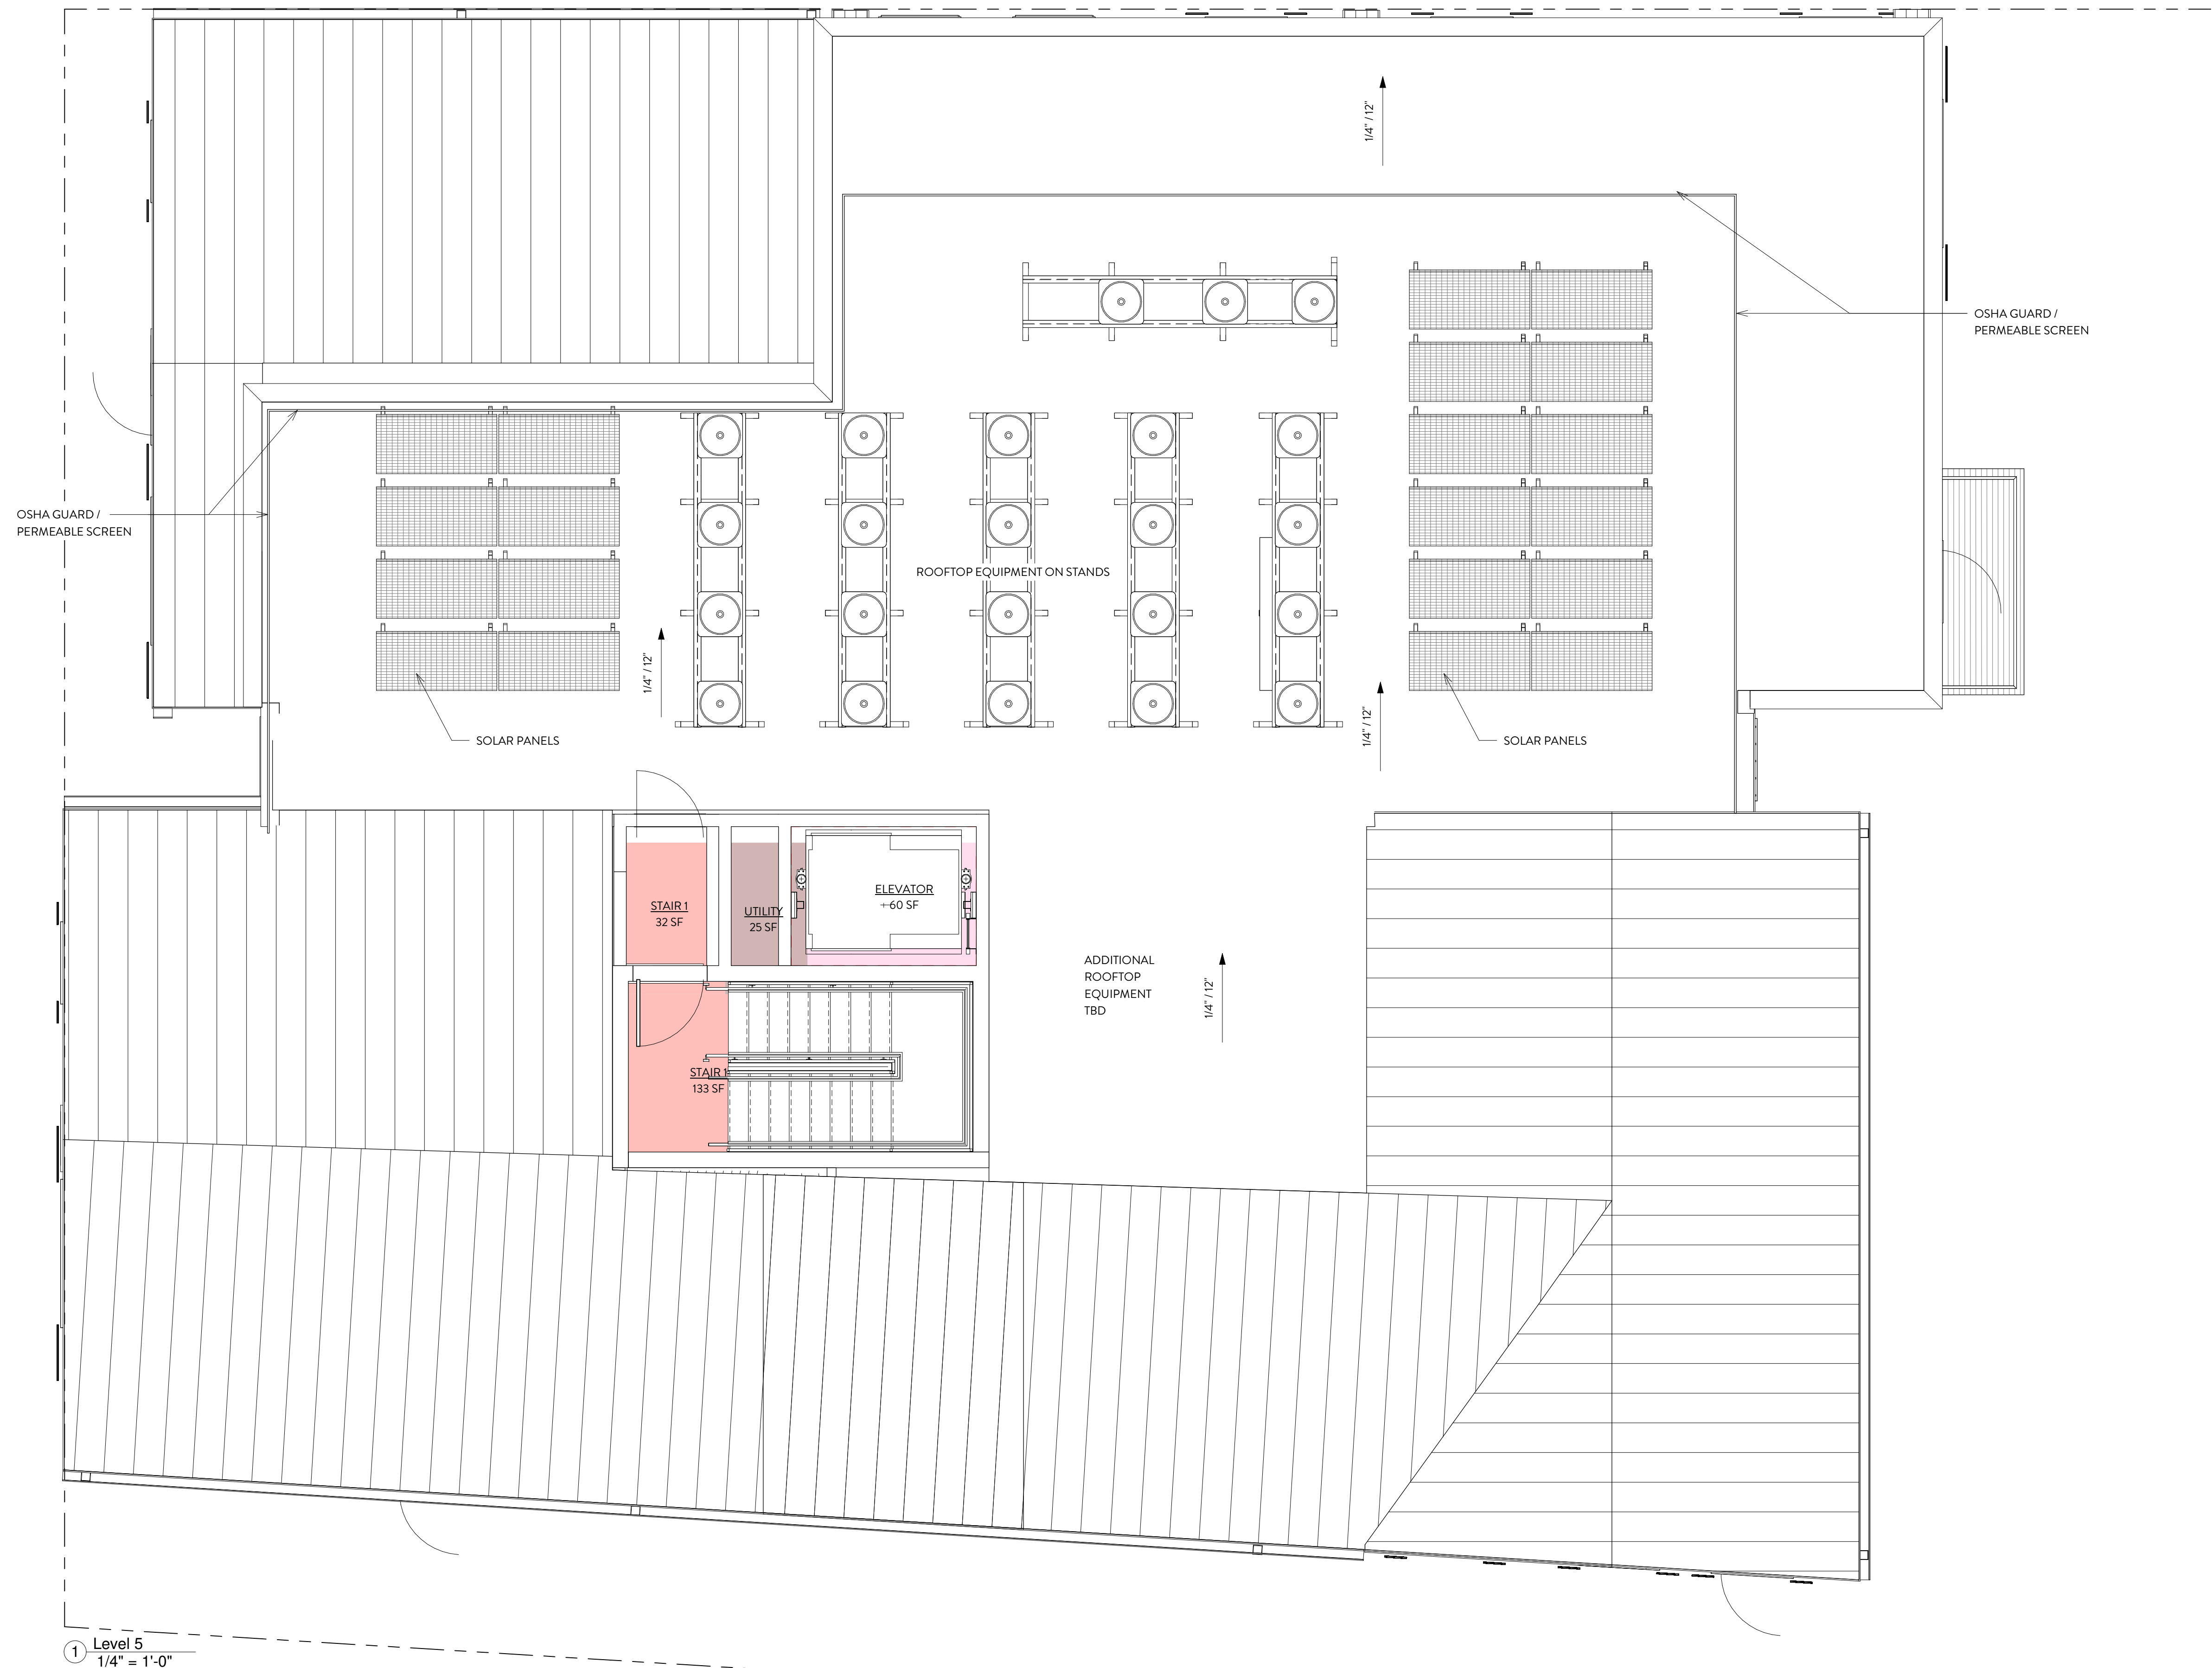 1/4" / 12"
OSHA GUARD /
PERMEABLE SCREEN
OSHA GUARD /
PERMEABLE SCREEN
ROOFTOP EQUIPMENT ON STANDS
1/4" / 12"
1/4" / 12"
SOLAR PANELS
SOLAR PANELS
STAIR 1
32 SF
UTILITY
25 SF
ELEVATOR
60 SF
ADDITIONAL
ROOFTOP
EQUIPMENT
TBD
1/4" / 12"
STAIR 1
133 SF
1
Level 5
1/4" = 1'-0"